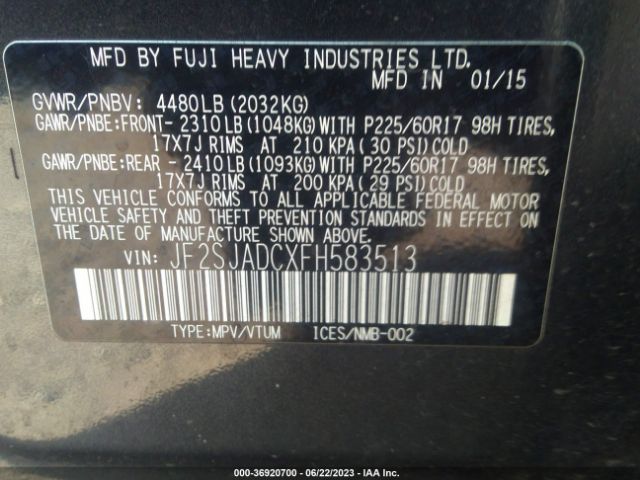 MFD BY FUJI HEAVY INDUSTRIES LTD.
MFD IN 01/15
GVWR/PNBV: 4480LB(2032KG)
GAWR/PNBE:FRONT- 2310LB(1048KG)WITH P225/60R17 98H TIRES,
17X7J RIMS AT 210 KPA(30 PSI)COLD
GAWR/PNBE:REAR - 2410LB(1093KG)WITH P225/60R17 98H TIRES,
17X7J RIMS AT 200 KPA(29 PSI)COLD
THIS VEHICLE CONFORMS TO ALL APPLICABLE FEDERAL MOTOR
VEHICLE SAFETY AND THEFT PREVENTION STANDARDS IN EFFECT ON
THE DATE OF MANUFACTURE SHOWN ABOVE.
VIN: JF2SJADCXFH583513
TYPE:MPV/VTUM ICES/NMB-002
000-36920700 - 06/22/2023 - IAA Inc.